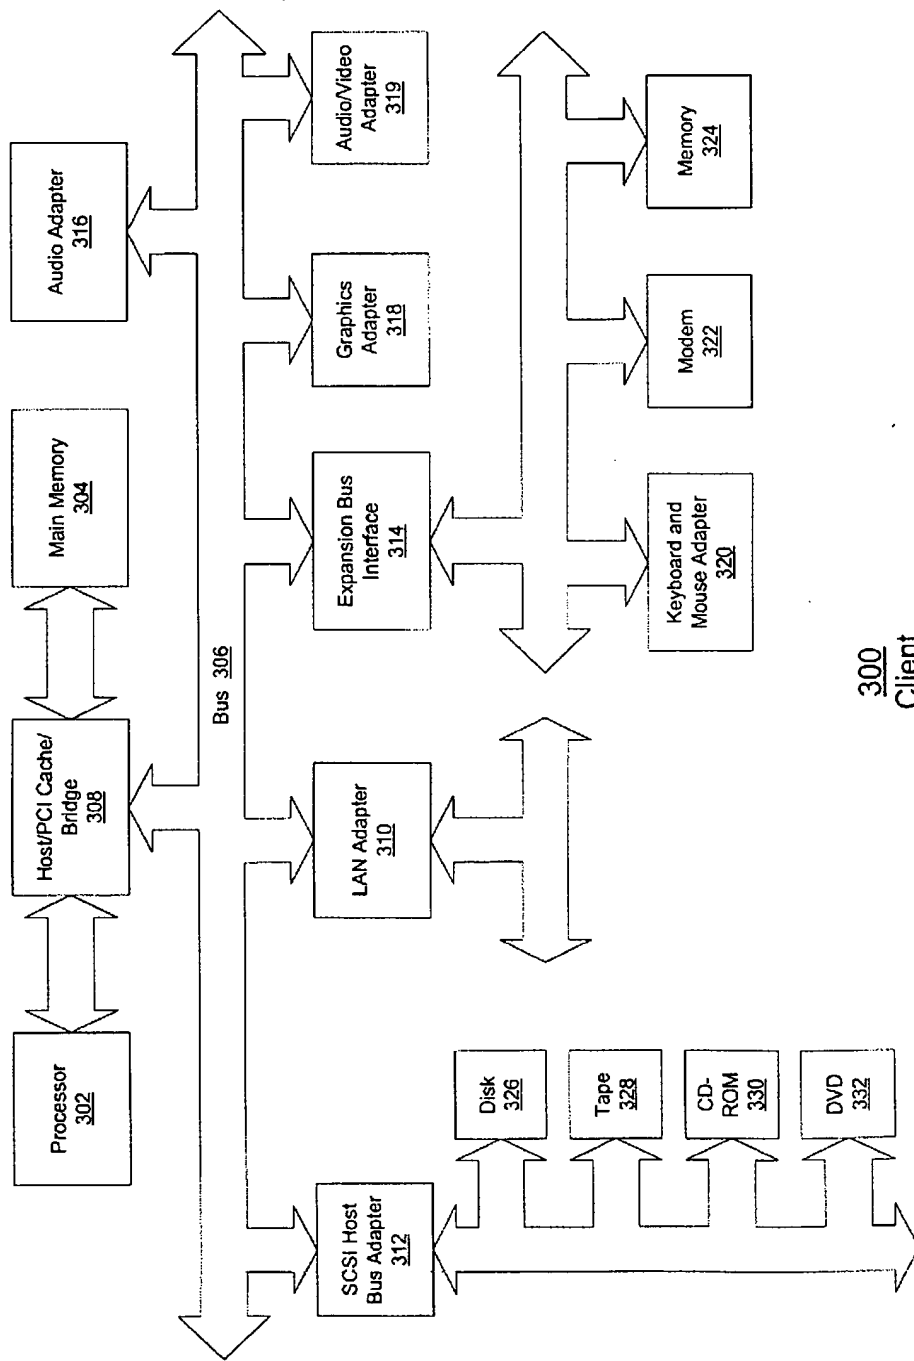 Processor
302
Host/PCI Cache/
Bridge
308
Main Memory
304
Audio Adapter
316
Bus 306
SCSI Host
Bus Adapter
312
LAN Adapter
310
Expansion Bus
Interface
314
Graphics
Adapter
318
Audio/Video
Adapter
319
Disk
326
Tape
328
CD-
ROM
330
DVD
332
Keyboard and
Mouse Adapter
320
Modem
322
Memory
324
300
Client